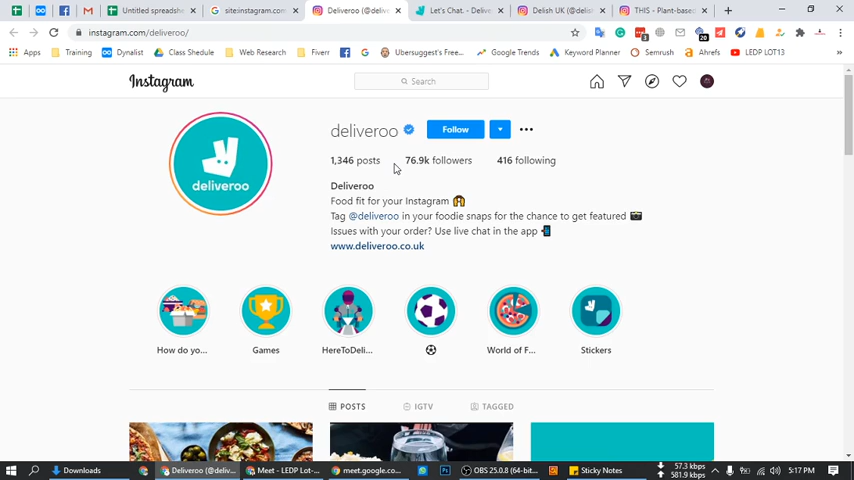 Untitled spreadshe
site:instagram.com
Deliveroo (@delive
Let's Chat. - Delive
Delish UK (@delis
THIS - Plant-based
instagram.com/deliveroo/
Apps
Training
Dynalist
Class Shedule
Web Research
Fiverr
Ubersuggest's Free...
Google Trends
Keyword Planner
Semrush
Ahrefs
LEDP LOT13
Instagram
Search
deliveroo
Follow
1,346 posts
76.9k followers
416 following
deliveroo
Deliveroo
Food fit for your Instagram
Tag @deliveroo in your foodie snaps for the chance to get featured
Issues with your order? Use live chat in the app
www.deliveroo.co.uk
How do yo...
Games
HereToDeli...
World of F...
Stickers
POSTS
IGTV
TAGGED
Downloads
Deliveroo (@deliv...
Meet - LEDP Lot-...
meet.google.co...
OBS 25.0.8 (64-bit...
Sticky Notes
57.3 kbps
581.9 kbps
5:17 PM